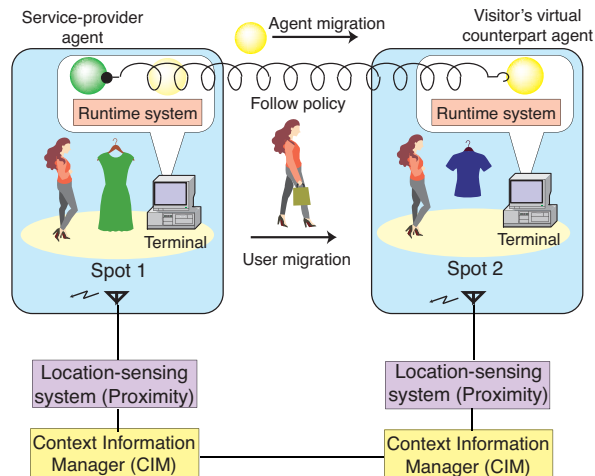 Service-provider
agent
Agent migration
Visitor's virtual
counterpart agent
Runtime system
Follow policy
Runtime system
Terminal
Spot 1
User migration
Terminal
Spot 2
Location-sensing
system (Proximity)
Location-sensing
system (Proximity)
Context Information
Manager (CIM)
Context Information
Manager (CIM)